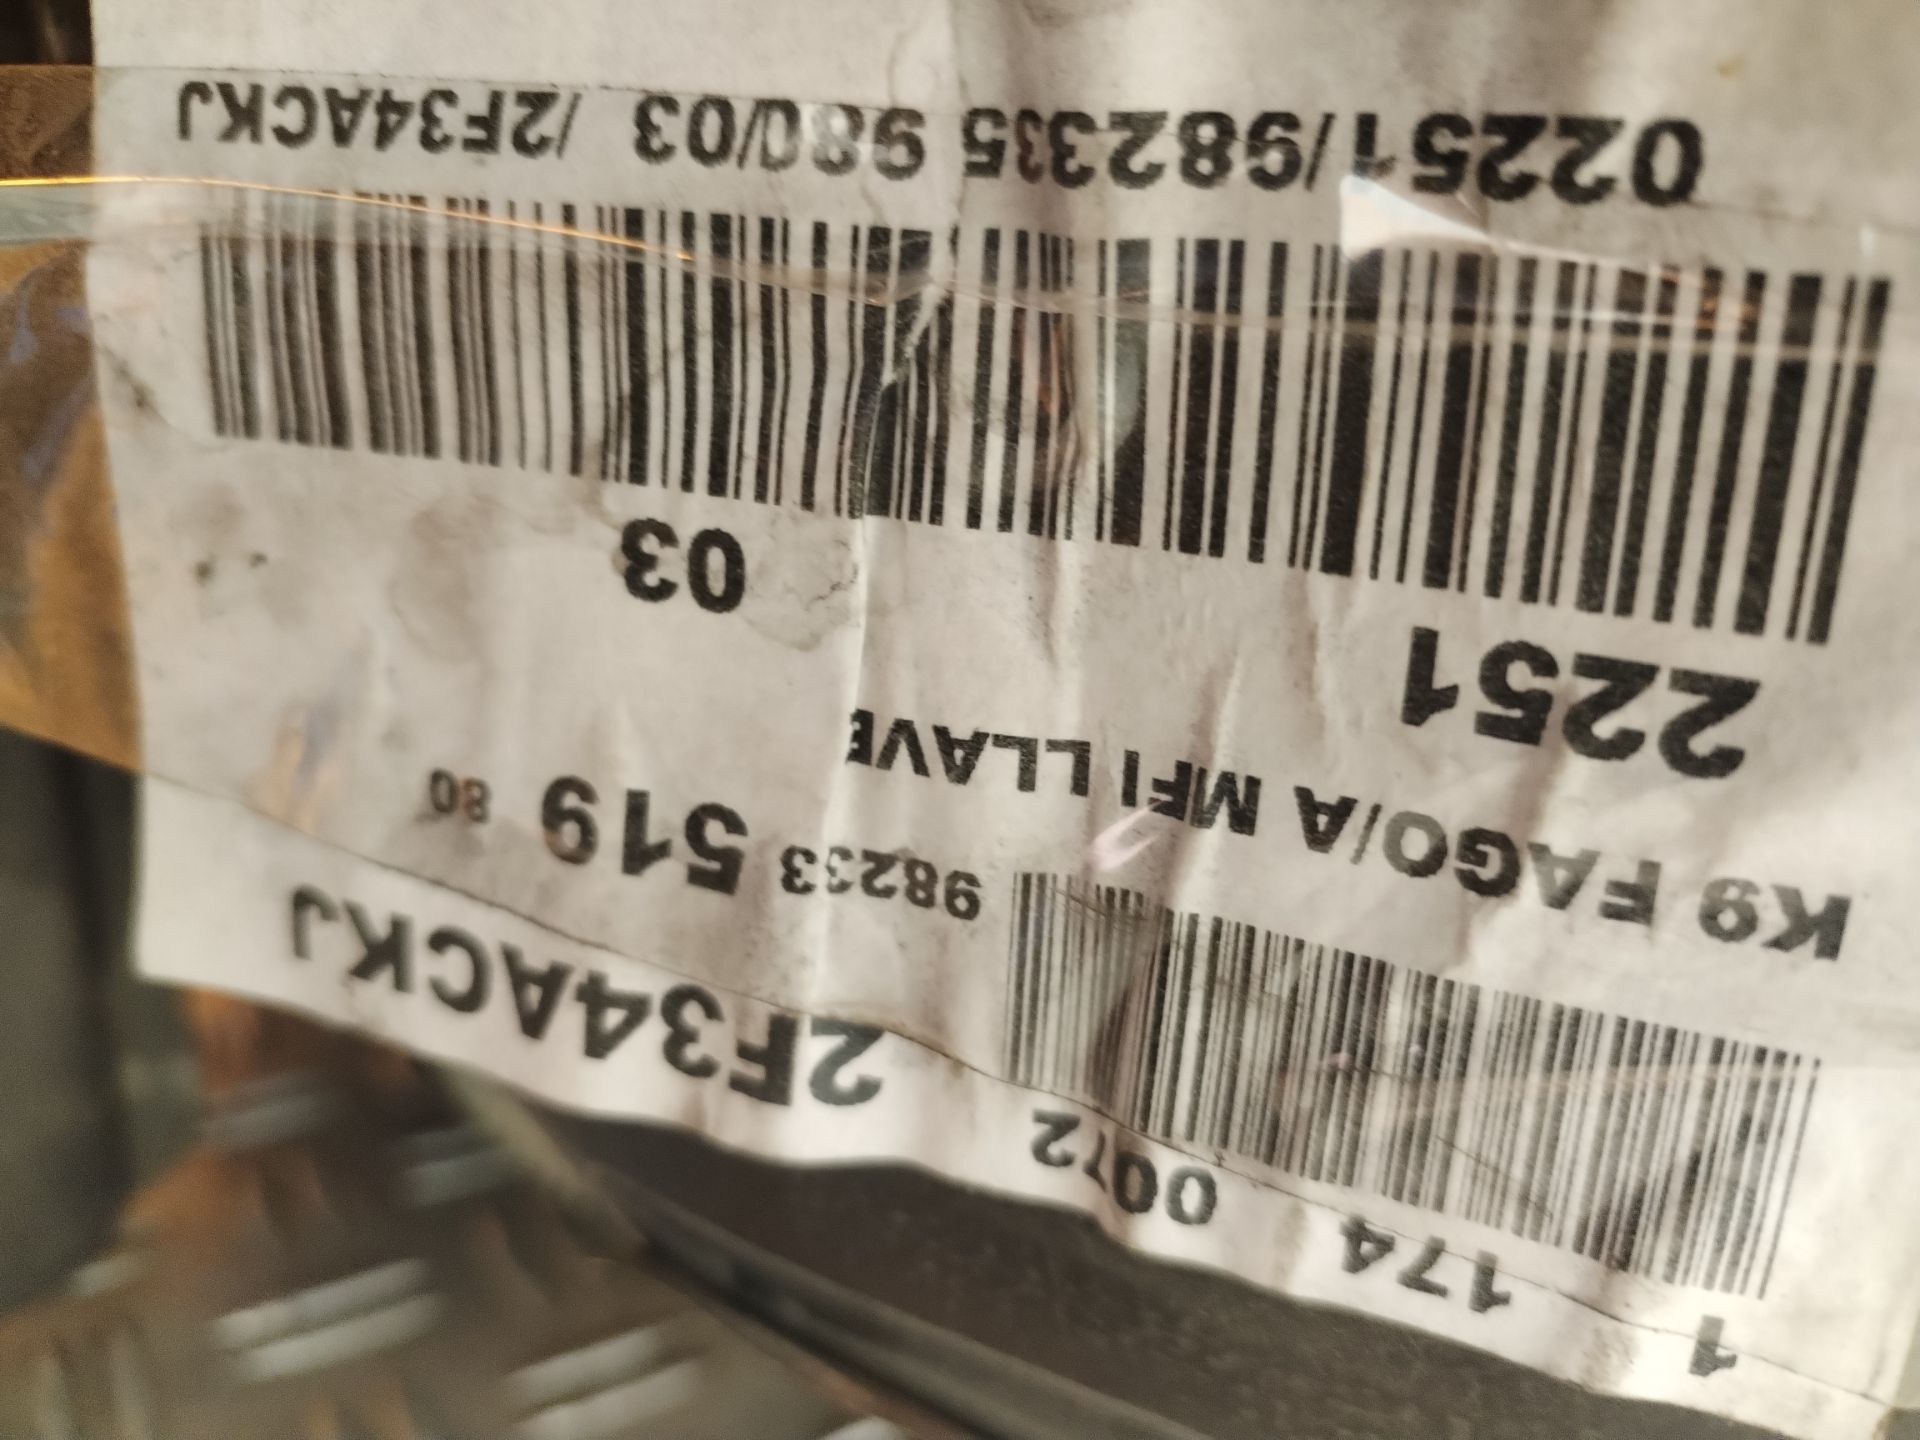 1 174 0072 2F34ACKJ
98233 519 80
K9 FAGO/A MFI LLAVE
2251 03
02251/982335 980/03 /2F34ACKJ